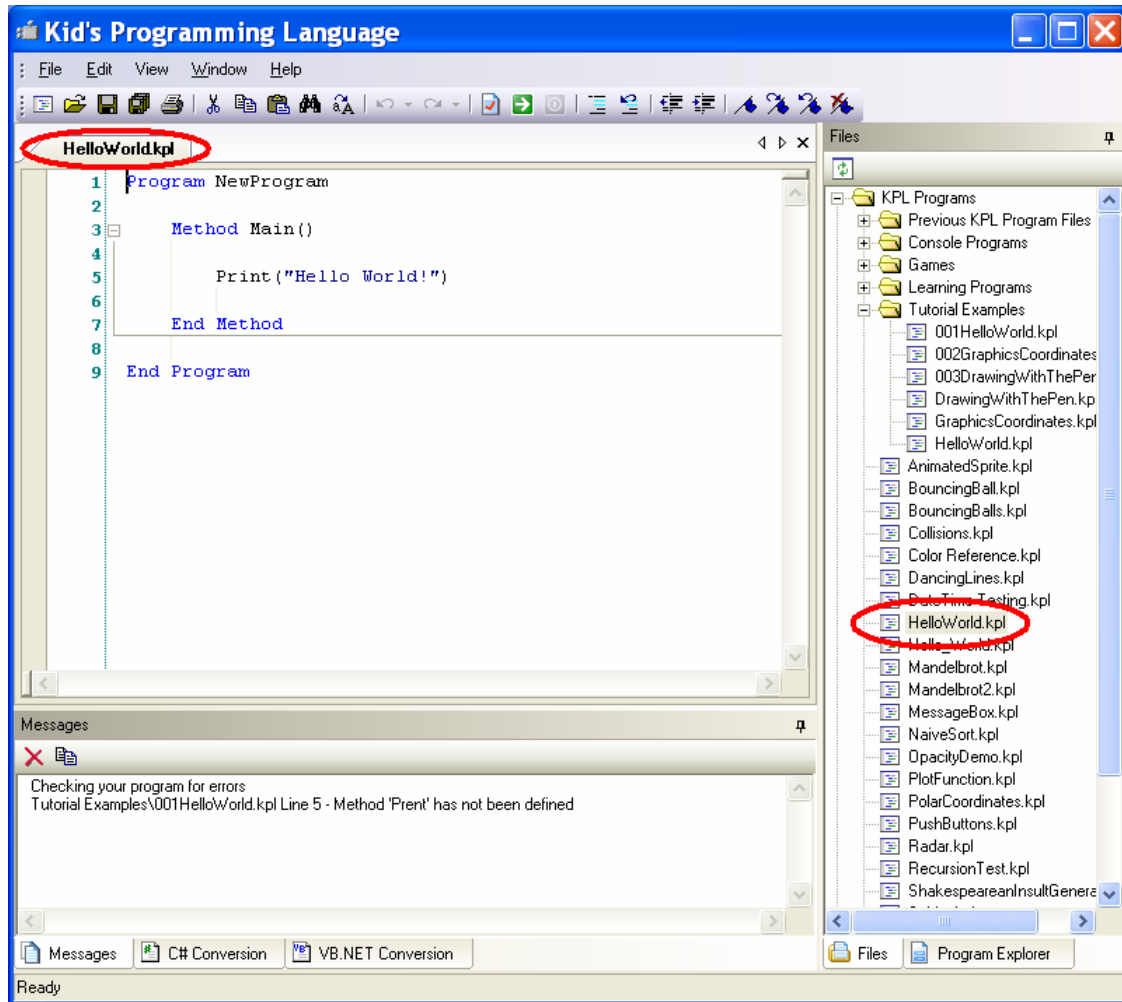 Kid's Programming Language
File Edit View Window Help
HelloWorld.kpl
1 Program NewProgram
2
3 Method Main()
4
5 Print("Hello World!")
6
7 End Method
8
9 End Program
Messages
Checking your program for errors
Tutorial Examples\001HelloWorld.kpl Line 5 - Method 'Prent' has not been defined
Messages C# Conversion VB.NET Conversion
Ready
Files
KPL Programs
Previous KPL Program Files
Console Programs
Games
Learning Programs
Tutorial Examples
001HelloWorld.kpl
002GraphicsCoordinates
003DrawingWithThePer
DrawingWithThePen.kp
GraphicsCoordinates.kpl
HelloWorld.kpl
AnimatedSprite.kpl
BouncingBall.kpl
BouncingBalls.kpl
Collisions.kpl
Color Reference.kpl
DancingLines.kpl
DateTime Testing.kpl
HelloWorld.kpl
Hello_World.kpl
Mandelbrot.kpl
Mandelbrot2.kpl
MessageBox.kpl
NaiveSort.kpl
OpacityDemo.kpl
PlotFunction.kpl
PolarCoordinates.kpl
PushButtons.kpl
Radar.kpl
RecursionTest.kpl
ShakespeareanInsultGenera
Files Program Explorer